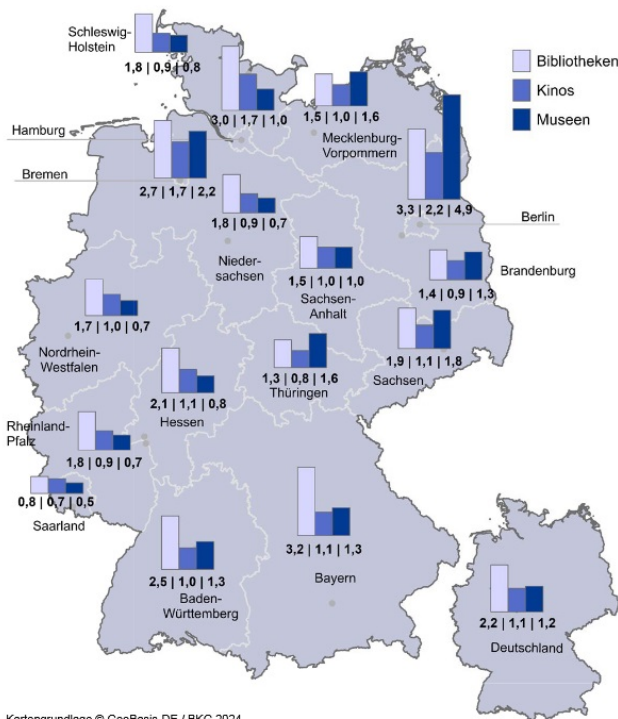 Schleswig-
Holstein
1,8 | 0,9 | 0,8
Bibliotheken
Kinos
Museen
3,0 | 1,7 | 1,0
1,5 | 1,0 | 1,6
Hamburg
Mecklenburg-
Vorpommern
2,7 | 1,7 | 2,2
Bremen
3,3 | 2,2 | 4,9
Berlin
1,8 | 0,9 | 0,7
Nieder-
sachsen
1,5 | 1,0 | 1,0
Sachsen-
Anhalt
1,4 | 0,9 | 1,3
Brandenburg
1,7 | 1,0 | 0,7
Nordrhein-
Westfalen
1,9 | 1,1 | 1,8
Sachsen
1,3 | 0,8 | 1,6
Thüringen
2,1 | 1,1 | 0,8
Hessen
Rheinland-
Pfalz
1,8 | 0,9 | 0,7
0,8 | 0,7 | 0,5
Saarland
3,2 | 1,1 | 1,3
Bayern
2,5 | 1,0 | 1,3
Baden-
Württemberg
2,2 | 1,1 | 1,2
Deutschland
Kartengrundlage © GeoBasis-DE / BKG 2024